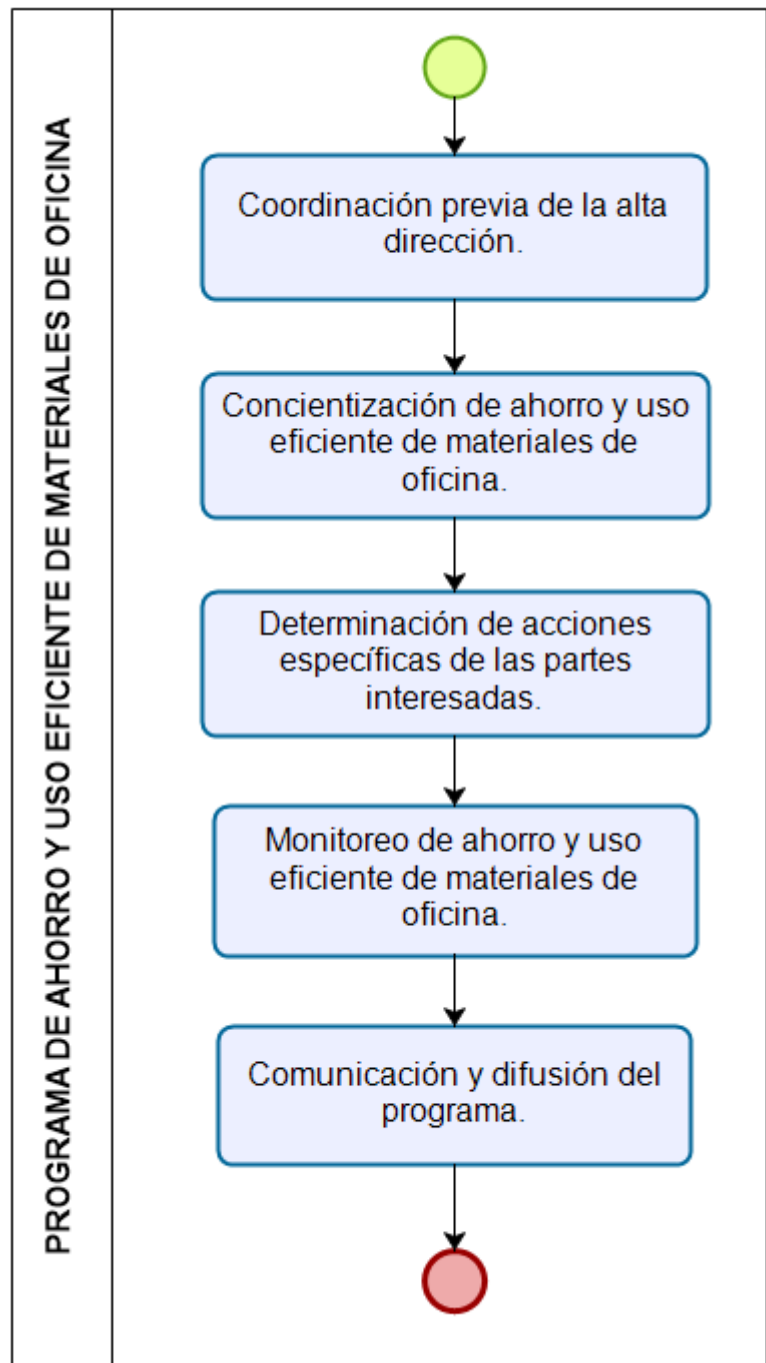 PROGRAMA DE AHORRO Y USO EFICIENTE DE MATERIALES DE OFICINA
Coordinación previa de la alta
dirección.
Concientización de ahorro y uso
eficiente de materiales de
oficina.
Determinación de acciones
específicas de las partes
interesadas.
Monitoreo de ahorro y uso
eficiente de materiales de
oficina.
Comunicación y difusión del
programa.